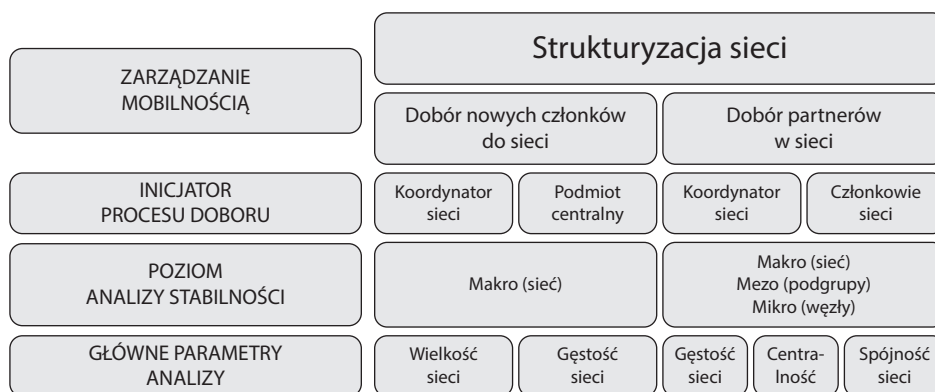 Strukturyzacja sieci
ZARZĄDZANIE
MOBILNOŚCIĄ
Dobór nowych członków
do sieci
Dobór partnerów
w sieci
INICJATOR
PROCESU DOBORU
Koordynator
sieci
Podmiot
centralny
Koordynator
sieci
Członkowie
sieci
POZIOM
ANALIZY STABILNOŚCI
Makro (sieć)
Makro (sieć)
Mezo (podgrupy)
Mikro (węzły)
GŁÓWNE PARAMETRY
ANALIZY
Wielkość
sieci
Gęstość
sieci
Gęstość
sieci
Centra-
lność
Spójność
sieci